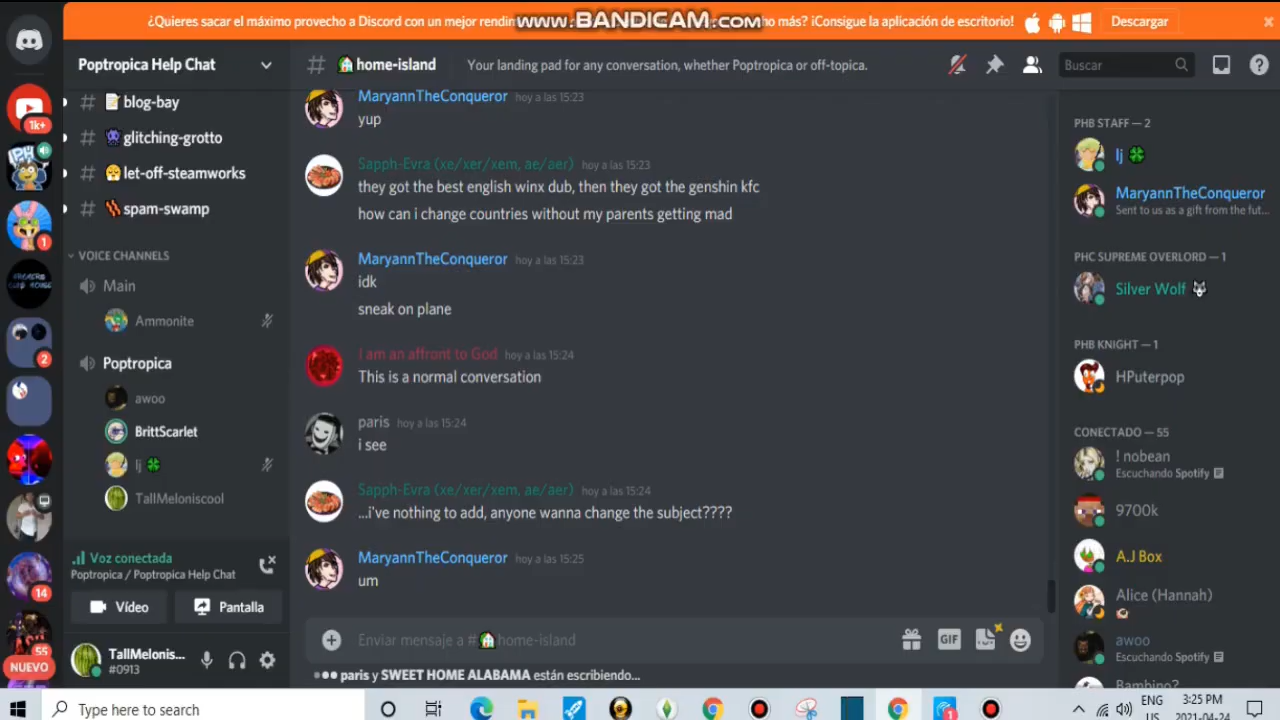 ¿Quieres sacar el máximo provecho a Discord con un mejor rendim
www.BANDICAM.com
ho más? ¡Consigue la aplicación de escritorio!
Descargar
Poptropica Help Chat
# home-island
Your landing pad for any conversation, whether Poptropica or off-topica.
Buscar
# blog-bay
# glitching-grotto
# let-off-steamworks
# spam-swamp
VOICE CHANNELS
Main
Ammonite
Poptropica
awoo
BrittScarlet
lj
TallMeloniscool
Voz conectada
Poptropica / Poptropica Help Chat
Vídeo
Pantalla
TallMelonis...
#0913
1k+
1
2
14
55
NUEVO
MaryannTheConqueror hoy a las 15:23
yup
Sapph-Evra (xe/xer/xem, ae/aer) hoy a las 15:23
they got the best english winx dub, then they got the genshin kfc
how can i change countries without my parents getting mad
MaryannTheConqueror hoy a las 15:23
idk
sneak on plane
I am an affront to God hoy a las 15:24
This is a normal conversation
paris hoy a las 15:24
i see
Sapph-Evra (xe/xer/xem, ae/aer) hoy a las 15:24
...i've nothing to add, anyone wanna change the subject????
MaryannTheConqueror hoy a las 15:25
um
Enviar mensaje a # home-island
GIF
paris y SWEET HOME ALABAMA están escribiendo...
PHB STAFF — 2
lj
MaryannTheConqueror
Sent to us as a gift from the fut...
PHC SUPREME OVERLORD — 1
Silver Wolf
PHB KNIGHT — 1
HPuterpop
CONECTADO — 55
! nobean
Escuchando Spotify
9700k
A.J Box
Alice (Hannah)
awoo
Escuchando Spotify
Bambino?
Type here to search
1
ENG
US
3:25 PM
2021-04-24